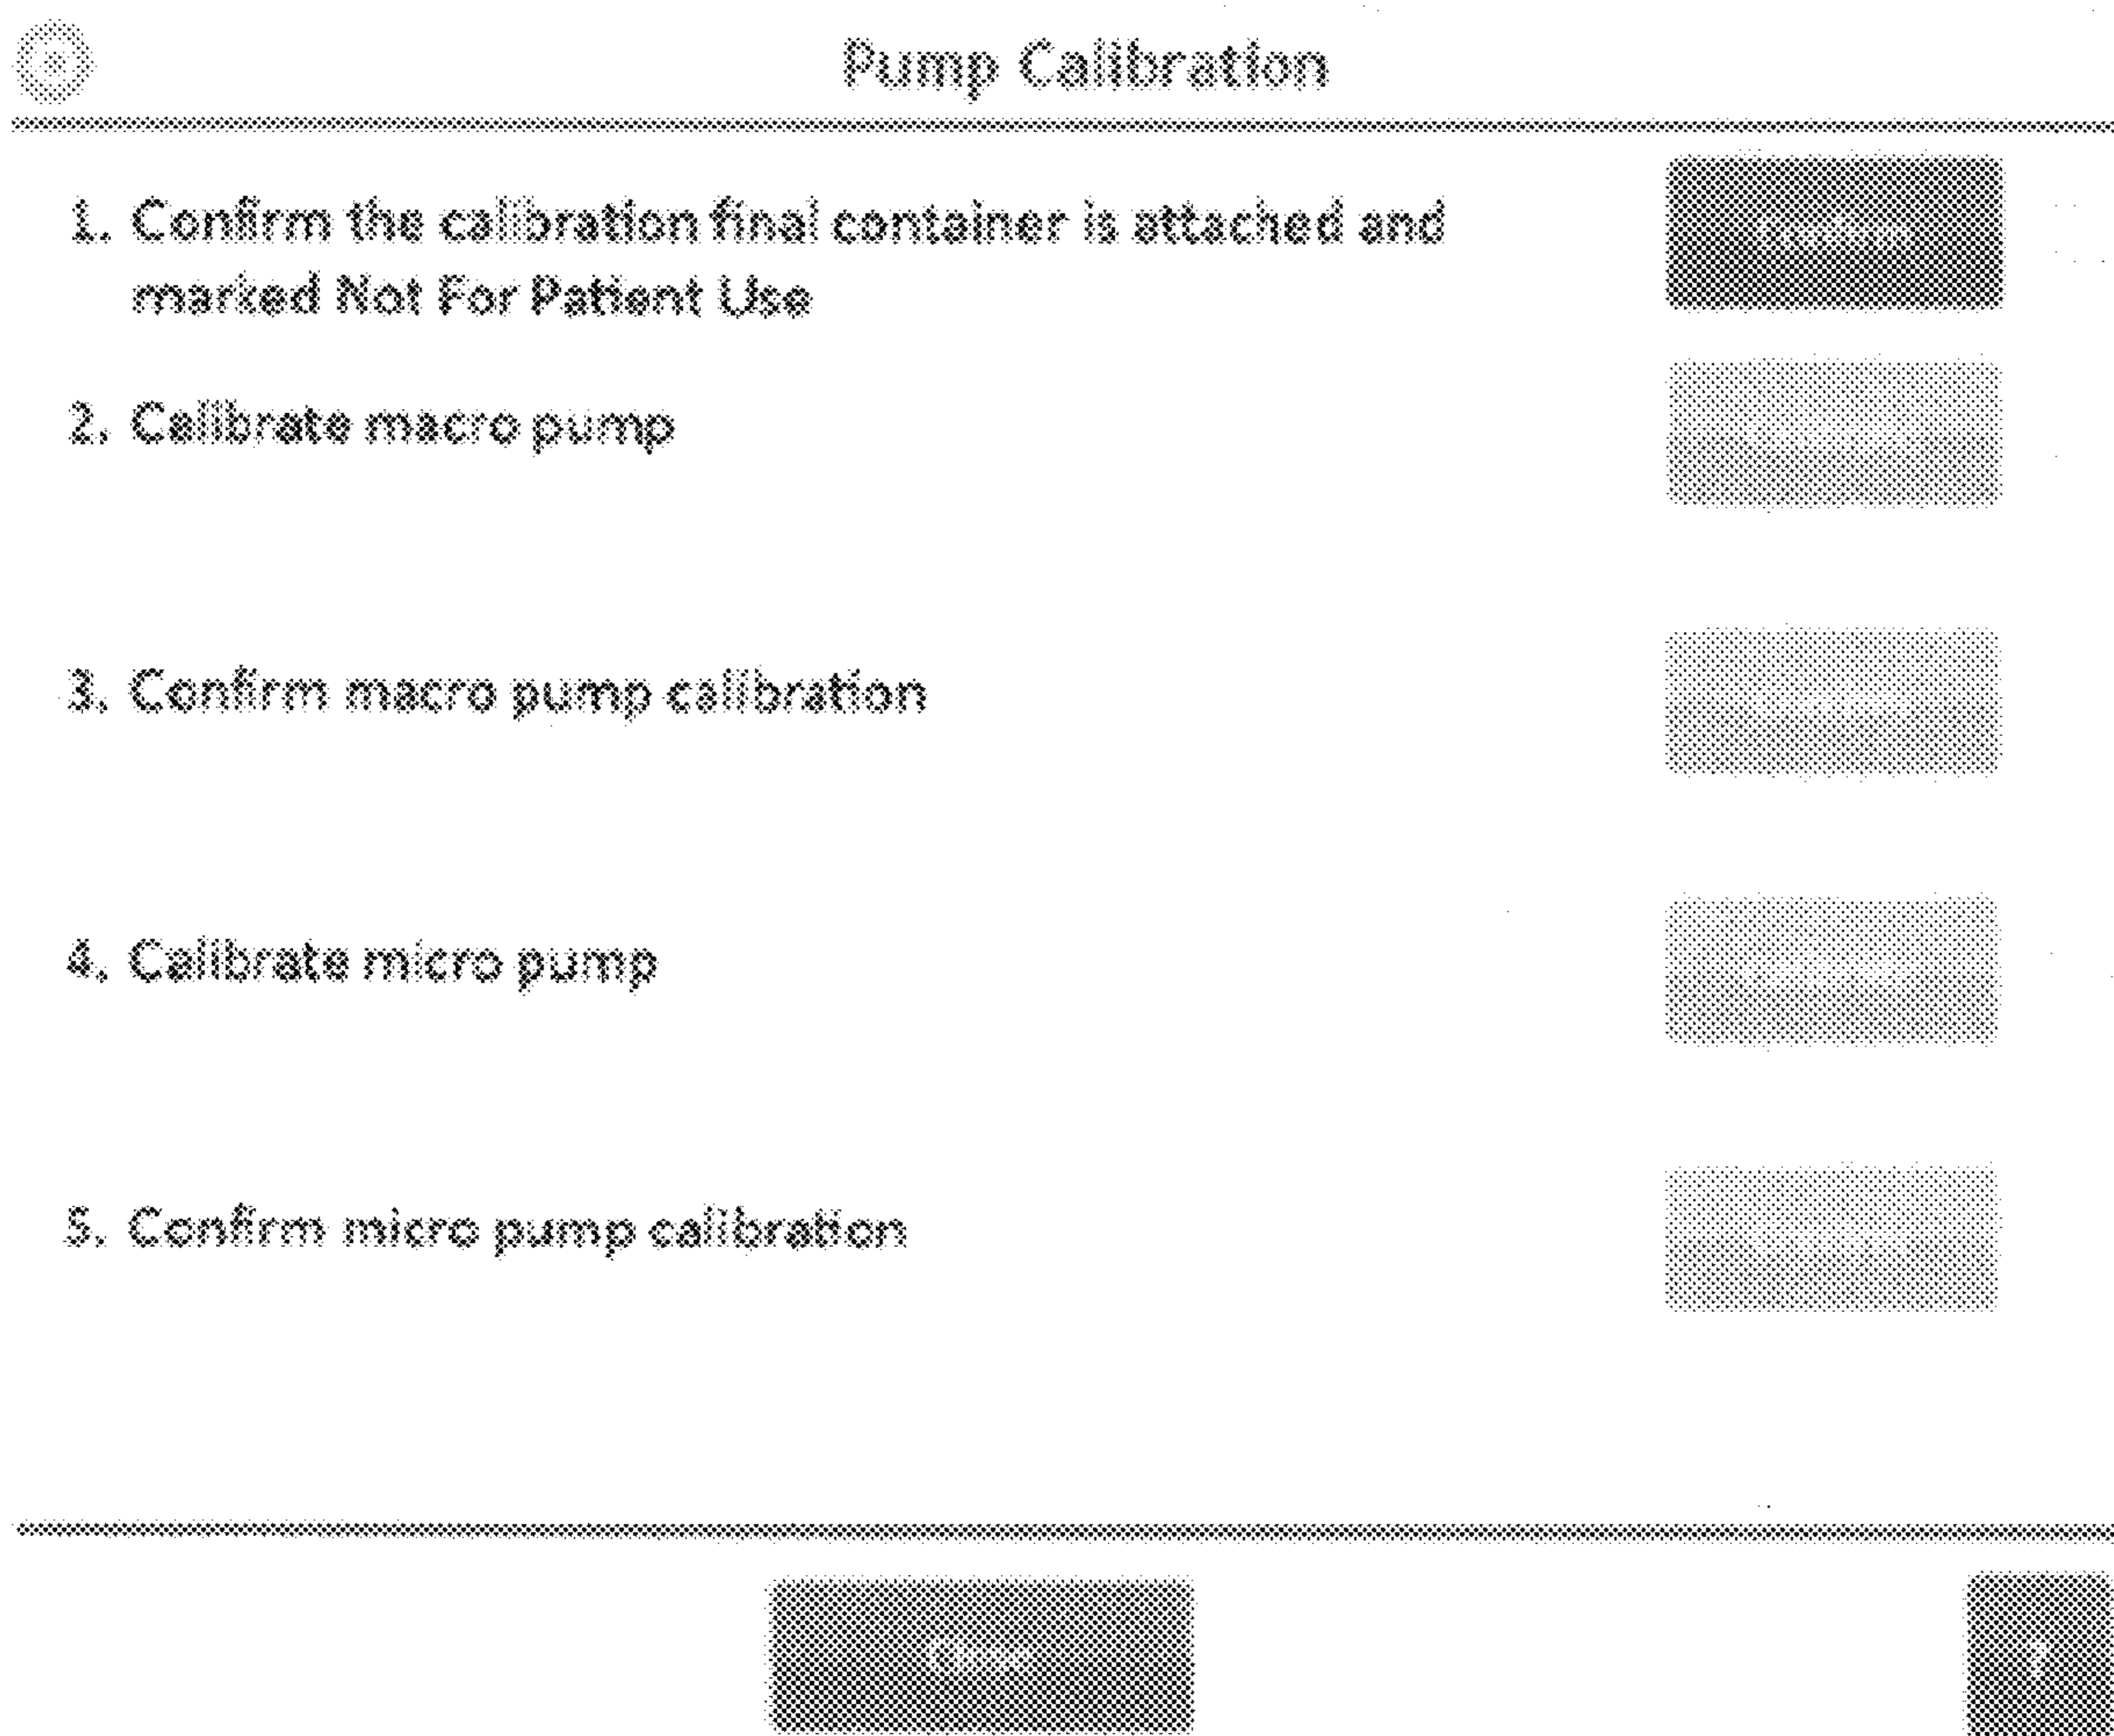 Pump Calibration
1. Confirm the calibration final container is attached and
marked Not For Patient Use
2. Calibrate macro pump
3. Confirm macro pump calibration
4. Calibrate micro pump
5. Confirm micro pump calibration
?